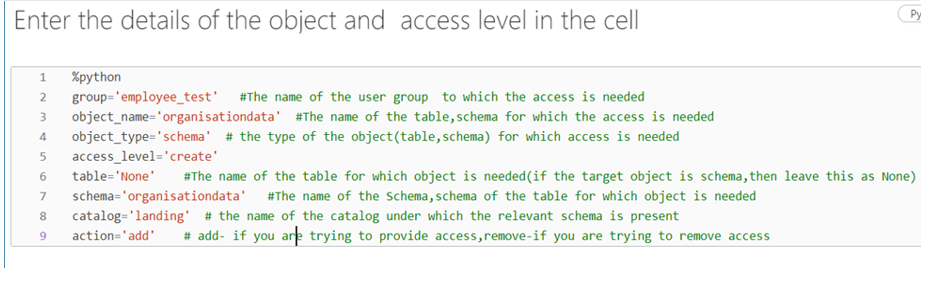 Enter the details of the object and access level in the cell
Py
1 %python
2 group='employee_test' #The name of the user group to which the access is needed
3 object_name='organisationdata' #The name of the table,schema for which the access is needed
4 object_type='schema' # the type of the object(table,schema) for which access is needed
5 access_level='create'
6 table='None' #The name of the table for which object is needed(if the target object is schema,then leave this as None)
7 schema='organisationdata' #The name of the Schema,schema of the table for which object is needed
8 catalog='landing' # the name of the catalog under which the relevant schema is present
9 action='add' # add- if you are trying to provide access,remove-if you are trying to remove access